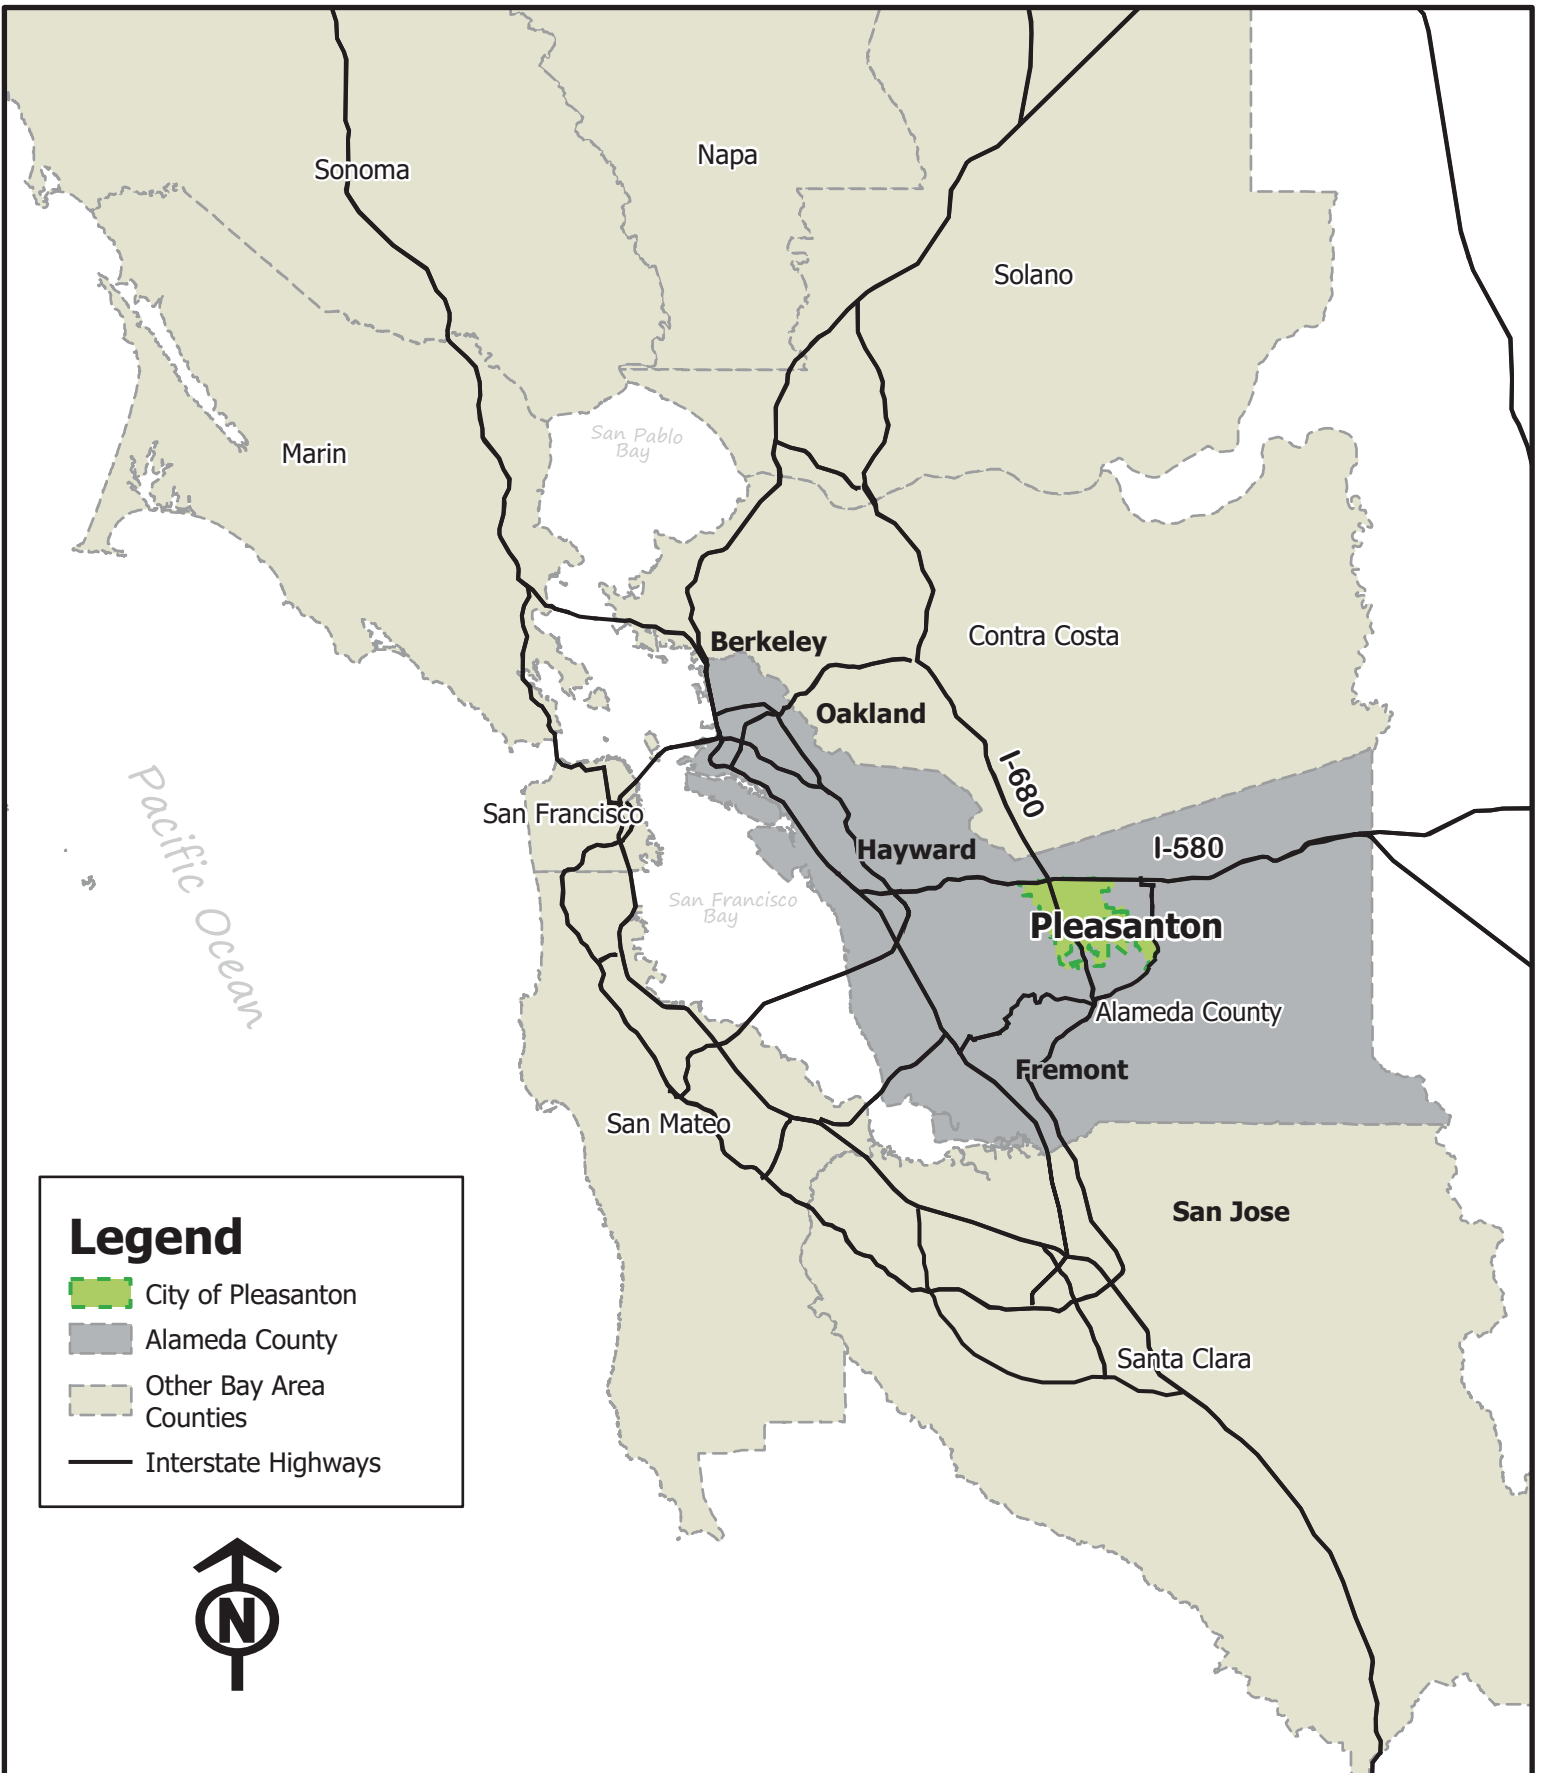 Napa
Sonoma
Solano
San Pablo
Bay
Marin
Contra Costa
Berkeley
Oakland
I-680
Pacific Ocean
San Francisco
Hayward
I-580
San Francisco
Bay
Pleasanton
Alameda County
Fremont
San Mateo
San Jose
Santa Clara
Legend
City of Pleasanton
Alameda County
Other Bay Area
Counties
Interstate Highways
N